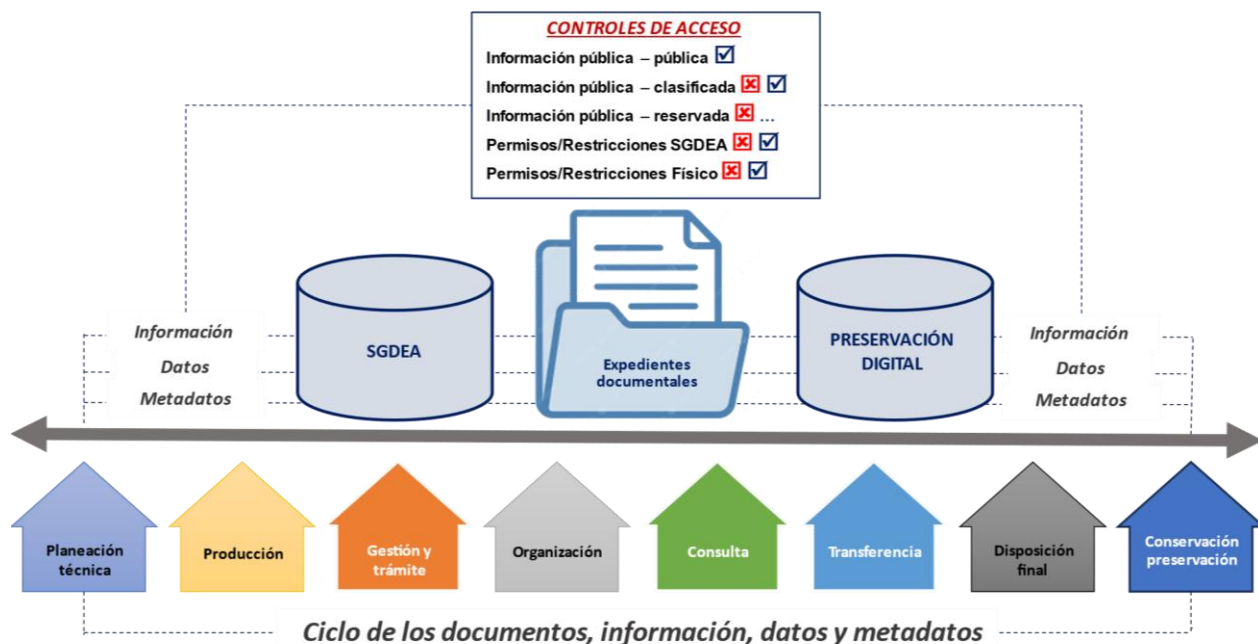 CONTROLES DE ACCESO
Información pública – pública
Información pública – clasificada
Información pública – reservada ...
Permisos/Restricciones SGDEA
Permisos/Restricciones Físico
Información
Datos
Metadatos
SGDEA
Expedientes
documentales
PRESERVACIÓN
DIGITAL
Información
Datos
Metadatos
Planeación
técnica
Producción
Gestión y
trámite
Organización
Consulta
Transferencia
Disposición
final
Conservación
preservación
Ciclo de los documentos, información, datos y metadatos